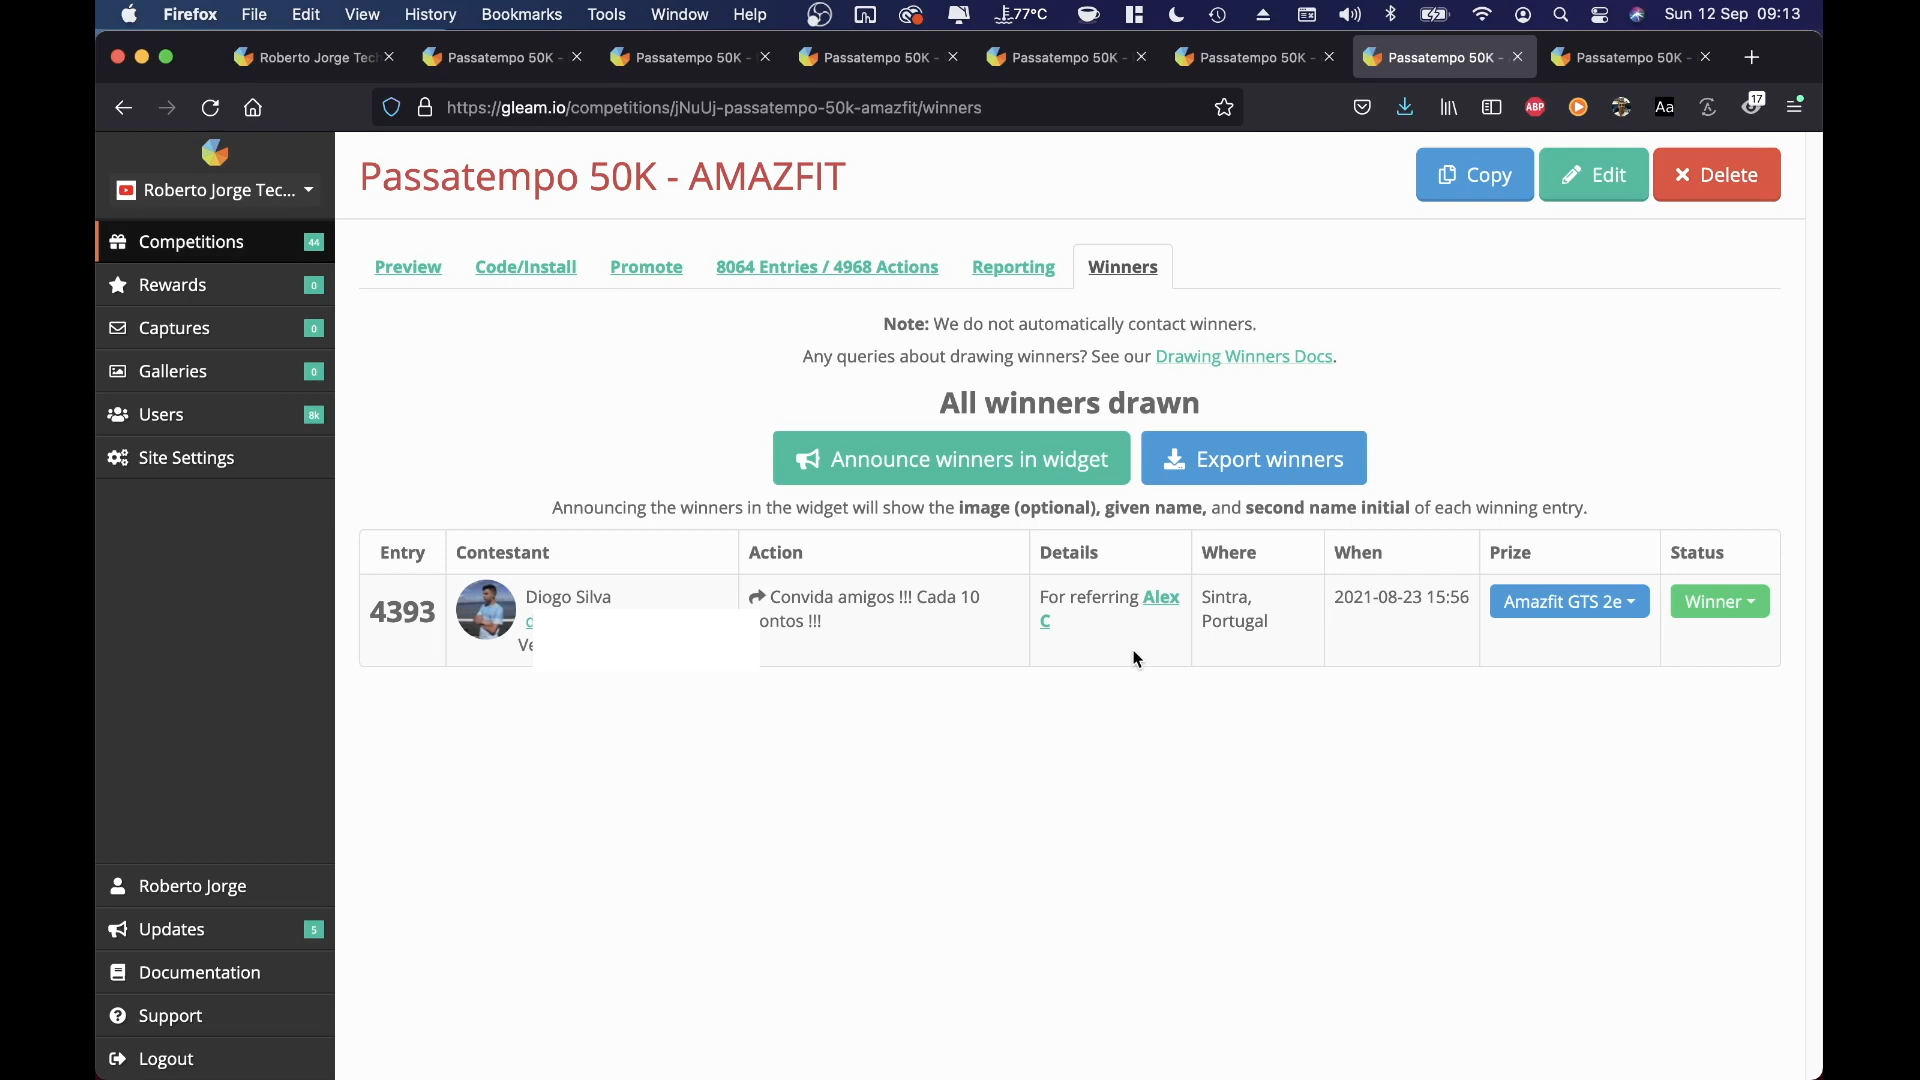 Firefox File Edit View History Bookmarks Tools Window Help 77°C Sun 12 Sep 09:13
Roberto Jorge Tec Passatempo 50K - Passatempo 50K - Passatempo 50K - Passatempo 50K - Passatempo 50K - Passatempo 50K - Passatempo 50K -
https://gleam.io/competitions/jNuUj-passatempo-50k-amazfit/winners ABP Aa 17
Roberto Jorge Tec...
Competitions 44
Rewards 0
Captures 0
Galleries 0
Users 8k
Site Settings
Roberto Jorge
Updates 5
Documentation
Support
Logout
Passatempo 50K - AMAZFIT
Copy Edit Delete
Preview Code/Install Promote 8064 Entries / 4968 Actions Reporting Winners
Note: We do not automatically contact winners.
Any queries about drawing winners? See our Drawing Winners Docs.
All winners drawn
Announce winners in widget Export winners
Announcing the winners in the widget will show the image (optional), given name, and second name initial of each winning entry.
Entry Contestant Action Details Where When Prize Status
4393 Diogo Silva Convida amigos !!! Cada 10 For referring Alex Sintra, 2021-08-23 15:56 Amazfit GTS 2e Winner
ontos !!! C Portugal